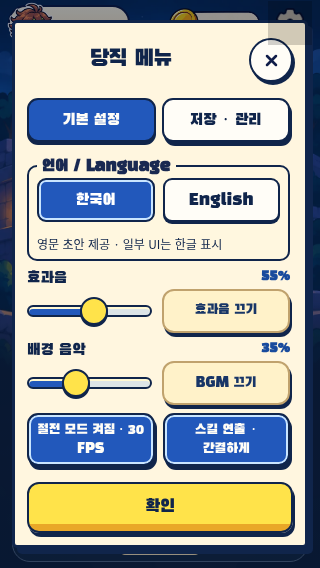 당직 메뉴
기본 설정
저장 · 관리
언어 / Language
한국어
English
영문 초안 제공 · 일부 UI는 한글 표시
효과음
55%
효과음 끄기
배경 음악
35%
BGM 끄기
절전 모드 켜짐 · 30
FPS
스킬 연출 ·
간결하게
확인